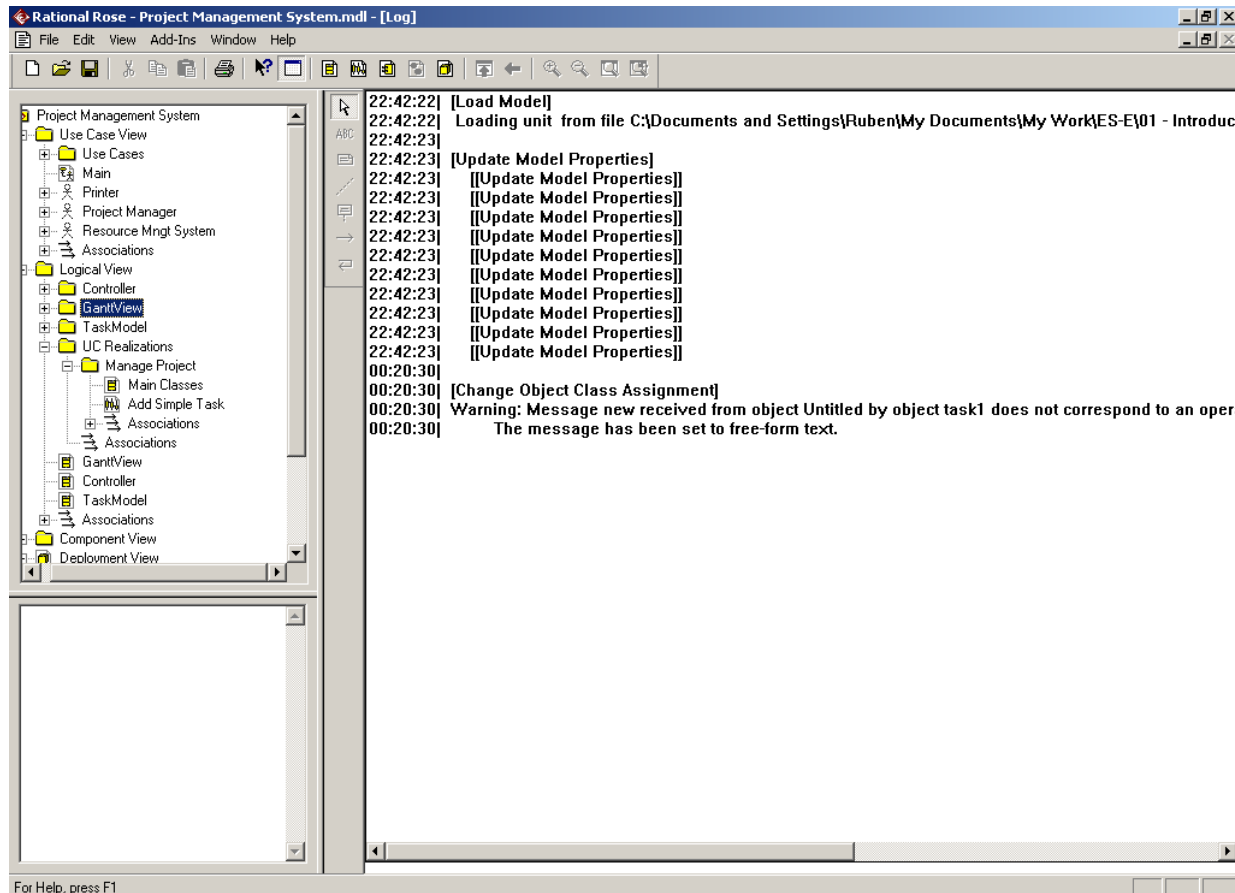 Rational Rose - Project Management System.mdl - [Log]
File Edit View Add-Ins Window Help
Project Management System
Use Case View
Use Cases
Main
Printer
Project Manager
Resource Mngt System
Associations
Logical View
Controller
GanttView
TaskModel
UC Realizations
Manage Project
Main Classes
Add Simple Task
Associations
Associations
GanttView
Controller
TaskModel
Associations
Component View
Deployment View
ABC
22:42:22| [Load Model]
22:42:22| Loading unit from file C:\Documents and Settings\Ruben\My Documents\My Work\ES-E\01 - Introduc
22:42:23|
22:42:23| [Update Model Properties]
22:42:23| [[Update Model Properties]]
22:42:23| [[Update Model Properties]]
22:42:23| [[Update Model Properties]]
22:42:23| [[Update Model Properties]]
22:42:23| [[Update Model Properties]]
22:42:23| [[Update Model Properties]]
22:42:23| [[Update Model Properties]]
22:42:23| [[Update Model Properties]]
22:42:23| [[Update Model Properties]]
22:42:23| [[Update Model Properties]]
00:20:30|
00:20:30| [Change Object Class Assignment]
00:20:30| Warning: Message new received from object Untitled by object task1 does not correspond to an oper
00:20:30| The message has been set to free-form text.
For Help, press F1